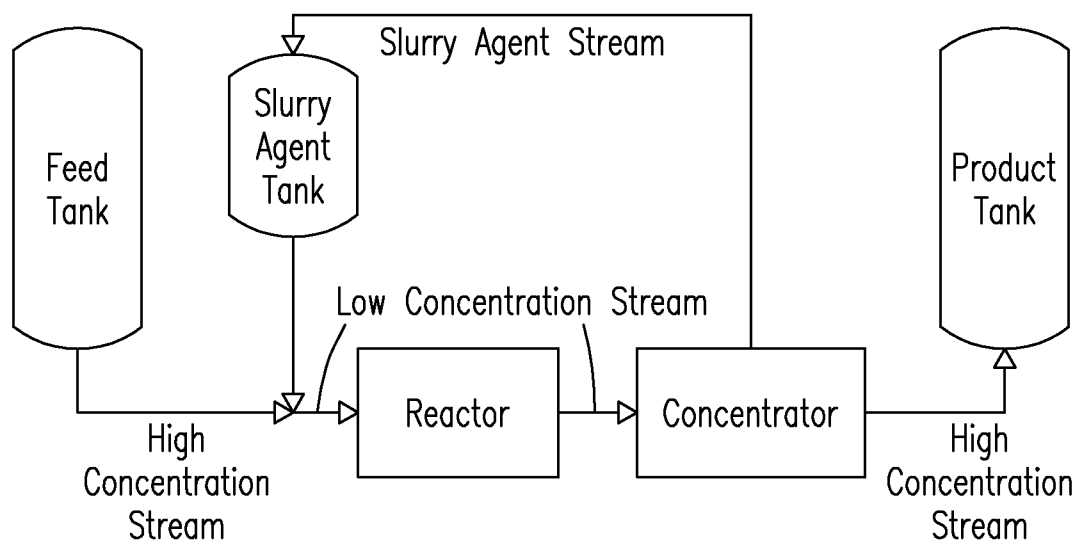 Slurry Agent Stream
Feed
Tank
Slurry
Agent
Tank
Product
Tank
Low Concentration Stream
Reactor
Concentrator
High
Concentration
Stream
High
Concentration
Stream